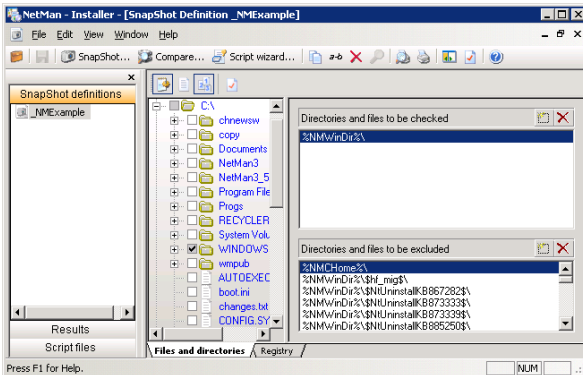 NetMan - Installer - [SnapShot Definition _NMExample]
File Edit View Window Help
SnapShot... Compare... Script wizard... a-b
SnapShot definitions
_NMExample
Results
Script files
C:\
chnewsw
copy
Documents
NetMan3
NetMan3_5
Program File
Progs
RECYCLER
System Volu
WINDOWS
wmpub
AUTOEXEC
boot.ini
changes.txt
CONFIG.SY
Directories and files to be checked
%NMWinDir%\
Directories and files to be excluded
%NMCHome%\
%NMWinDir%\$hf_mig$\
%NMWinDir%\$NtUninstallKB867282$\
%NMWinDir%\$NtUninstallKB873333$\
%NMWinDir%\$NtUninstallKB873339$\
%NMWinDir%\$NtUninstallKB885250$\
Files and directories Registry
Press F1 for Help.
NUM